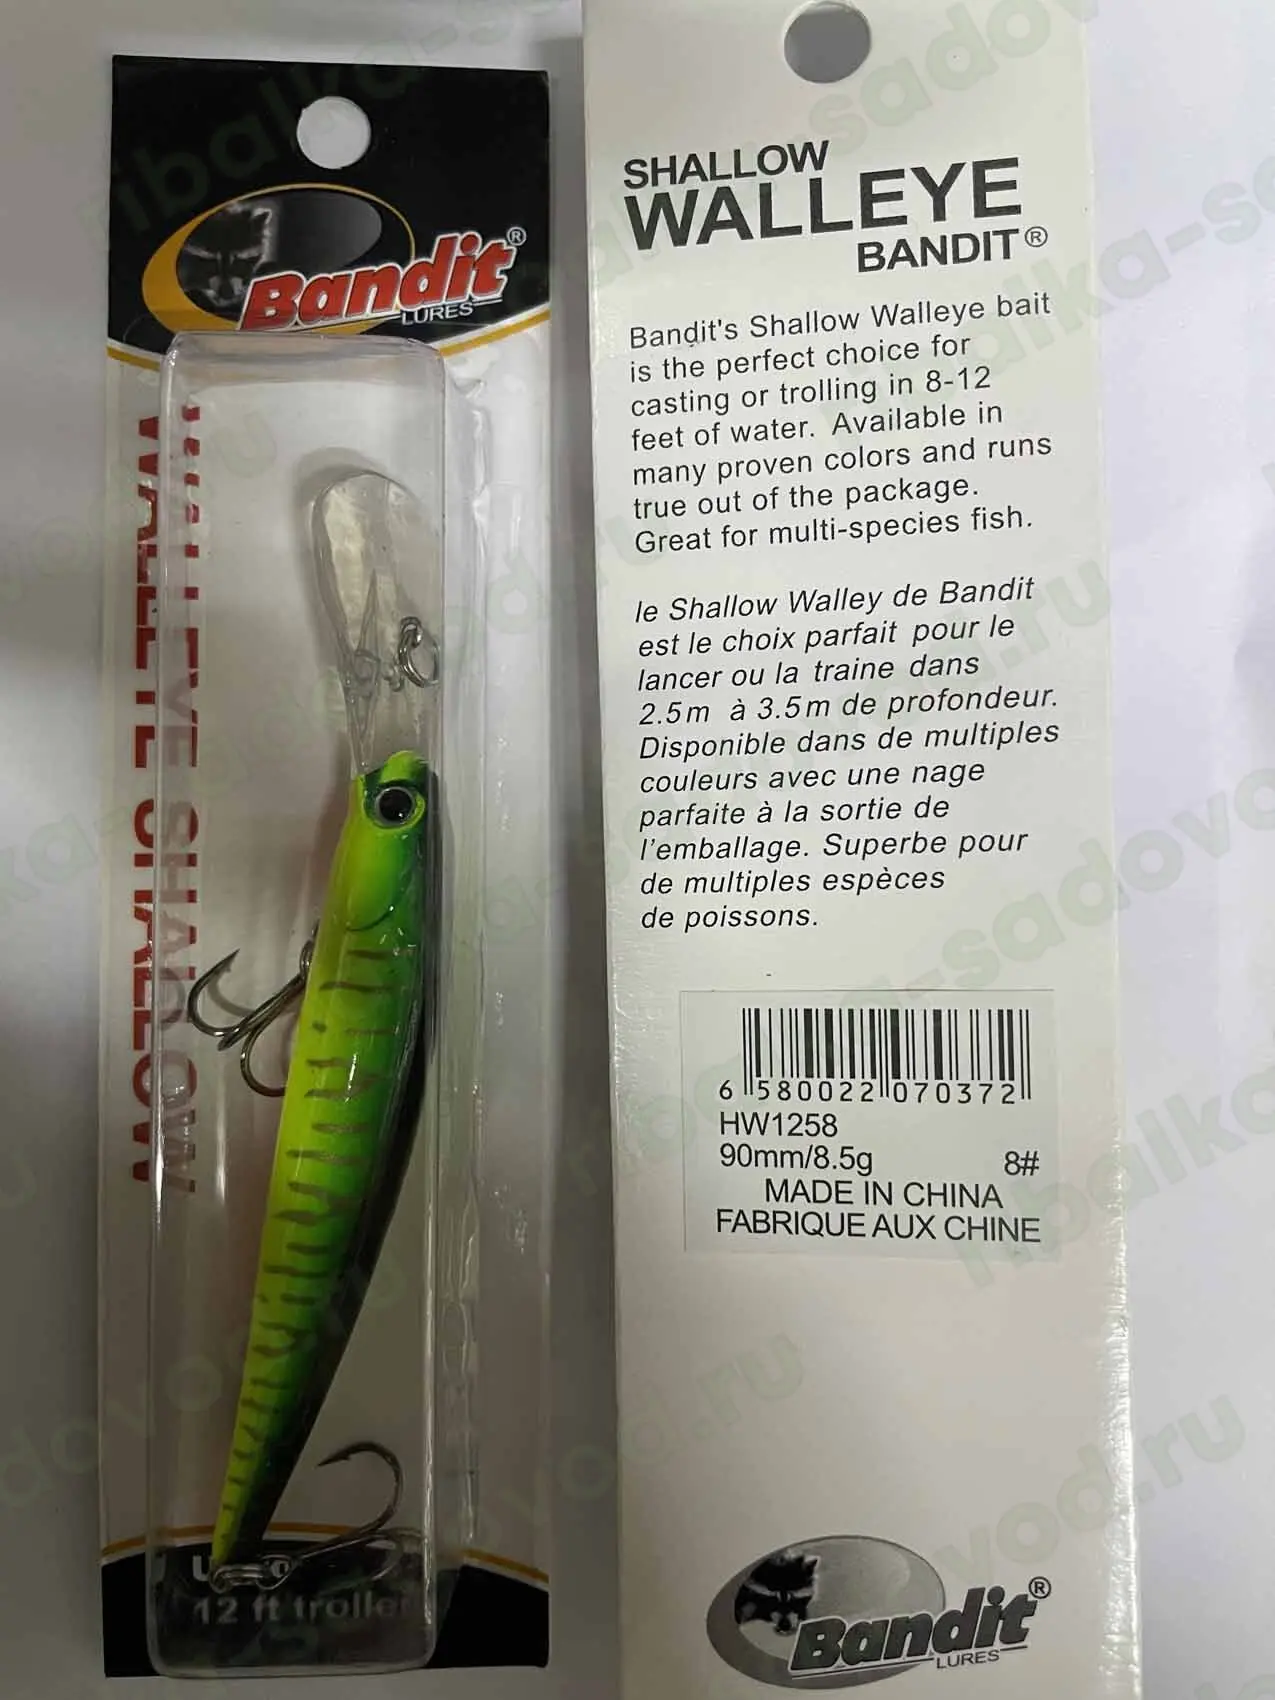 Bandit®
LURES
WALLEYE SHALLOW
12 ft troller
SHALLOW
WALLEYE
BANDIT®
Bandit's Shallow Walleye bait
is the perfect choice for
casting or trolling in 8-12
feet of water. Available in
many proven colors and runs
true out of the package.
Great for multi-species fish.
le Shallow Walley de Bandit
est le choix parfait pour le
lancer ou la traine dans
2.5m à 3.5m de profondeur.
Disponible dans de multiples
couleurs avec une nage
parfaite à la sortie de
l'emballage. Superbe pour
de multiples espèces
de poissons.
6 580022 070372
HW1258
90mm/8.5g 8#
MADE IN CHINA
FABRIQUE AUX CHINE
Bandit®
LURES
ribalka-sadovod.ru